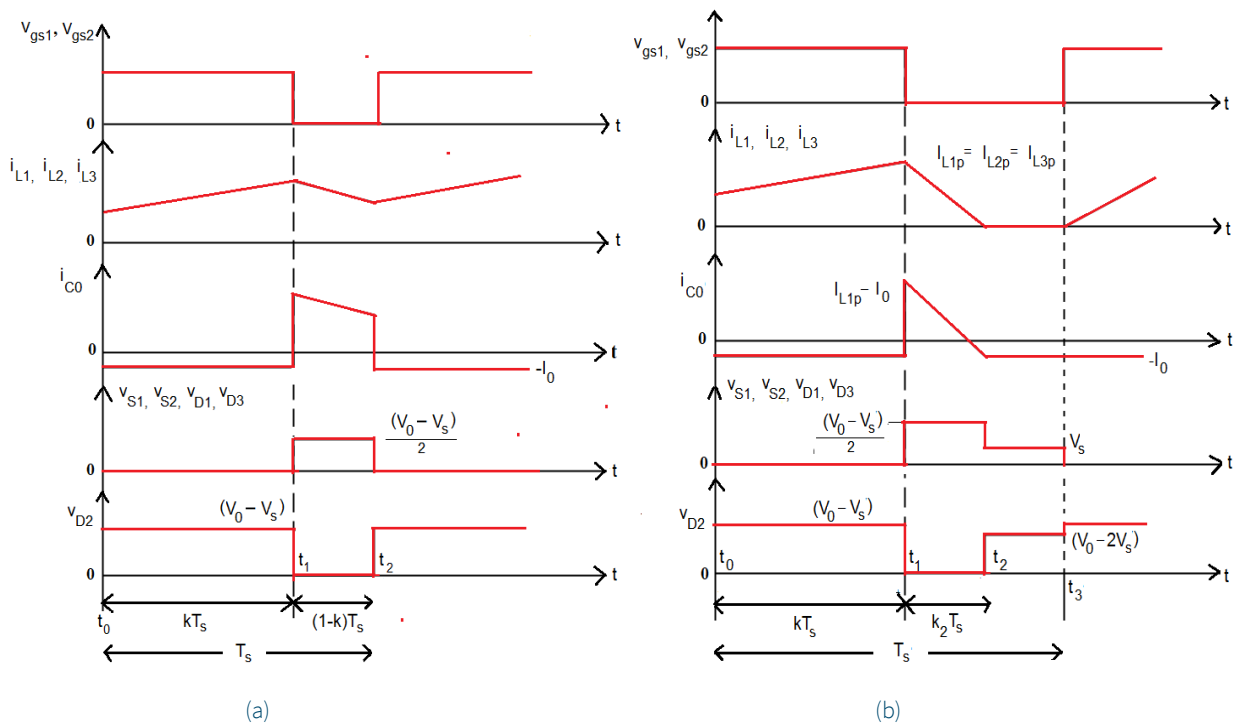 v_gs1, v_gs2
0
t
i_L1, i_L2, i_L3
0
t
i_C0
0
t
-I_0
v_S1, v_S2, v_D1, v_D3
(V_0 – V_s)
2
0
t
v_D2
(V_0 – V_s)
t_1
t_2
0
t
t_0
kT_s
(1-k)T_s
T_s
(a)
v_gs1, v_gs2
0
t
i_L1, i_L2, i_L3
I_L1p = I_L2p = I_L3p
0
t
i_C0
I_L1p – I_0
0
t
-I_0
v_S1, v_S2, v_D1, v_D3
(V_0 – V_s)
2
V_s
0
t
v_D2
(V_0 – V_s)
(V_0 – 2V_s)
t_0
t_1
t_2
0
t
t_3
kT_s
k_2T_s
T_s
(b)